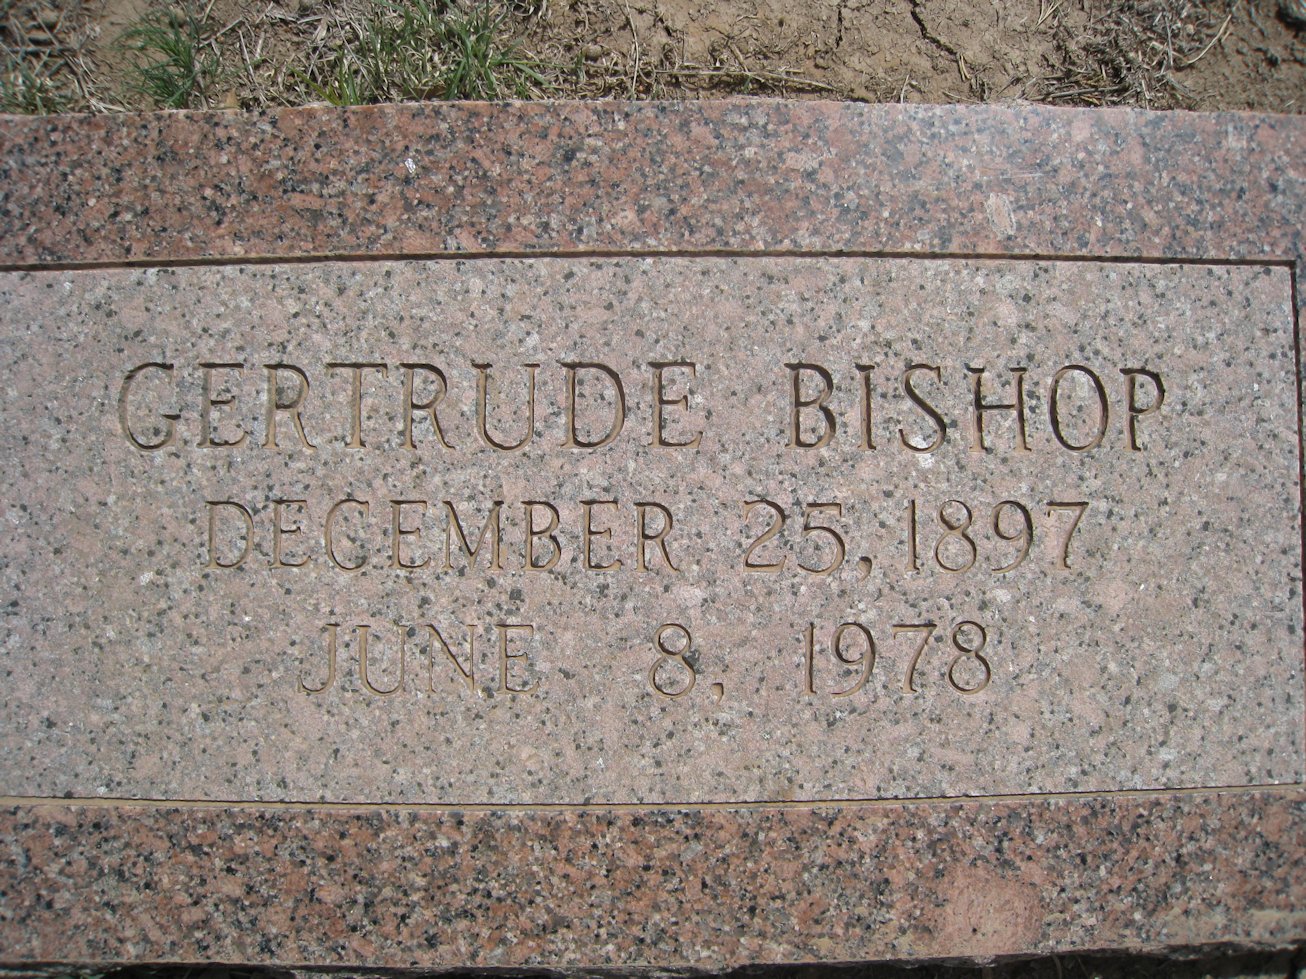 GERTRUDE BISHOP
DECEMBER 25, 1897
JUNE 8, 1978